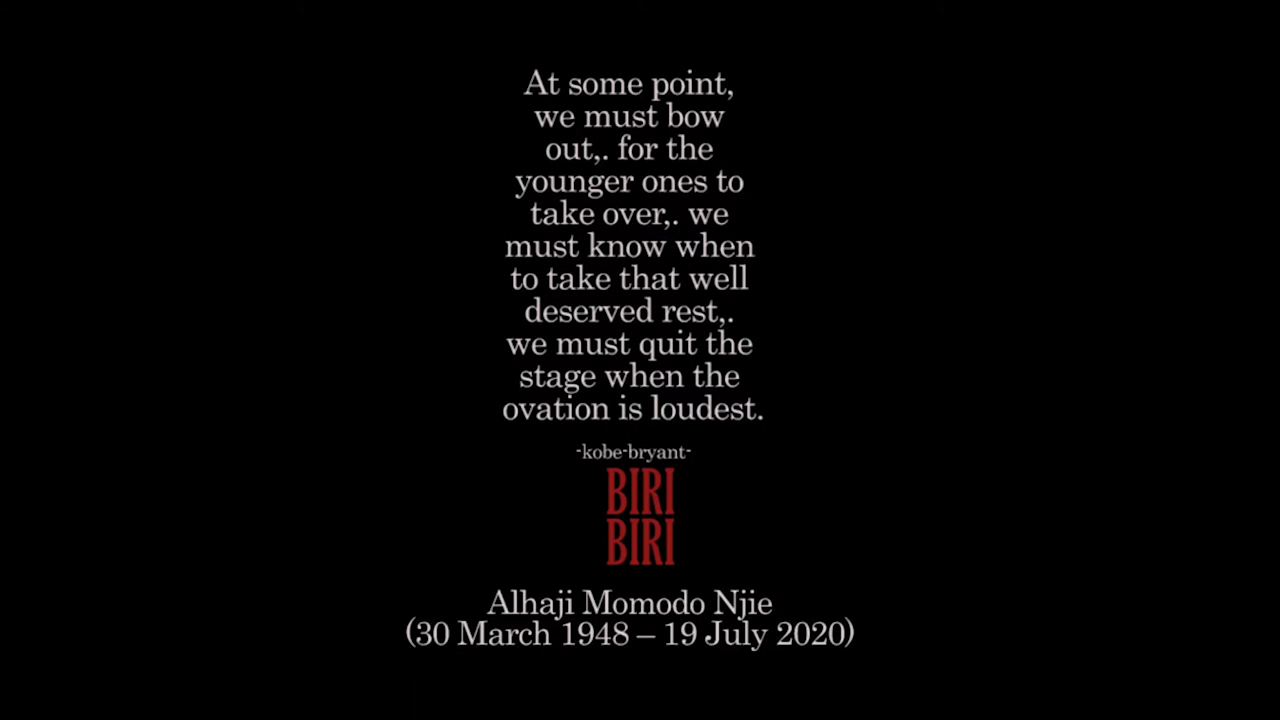 At some point,
we must bow
out,. for the
younger ones to
take over,. we
must know when
to take that well
deserved rest,.
we must quit the
stage when the
ovation is loudest.
-kobe-bryant-
BIRI
BIRI
Alhaji Momodo Njie
(30 March 1948 – 19 July 2020)